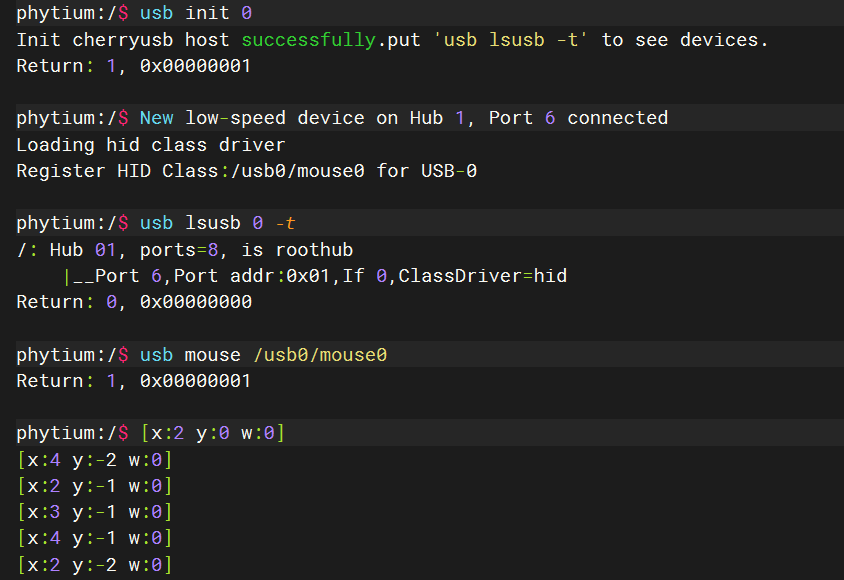 phytium:/$ usb init 0
Init cherryusb host successfully.put 'usb lsusb -t' to see devices.
Return: 1, 0x00000001
phytium:/$ New low-speed device on Hub 1, Port 6 connected
Loading hid class driver
Register HID Class:/usb0/mouse0 for USB-0
phytium:/$ usb lsusb 0 -t
/: Hub 01, ports=8, is roothub
|__Port 6,Port addr:0x01,If 0,ClassDriver=hid
Return: 0, 0x00000000
phytium:/$ usb mouse /usb0/mouse0
Return: 1, 0x00000001
phytium:/$ [x:2 y:0 w:0]
[x:4 y:-2 w:0]
[x:2 y:-1 w:0]
[x:3 y:-1 w:0]
[x:4 y:-1 w:0]
[x:2 y:-2 w:0]